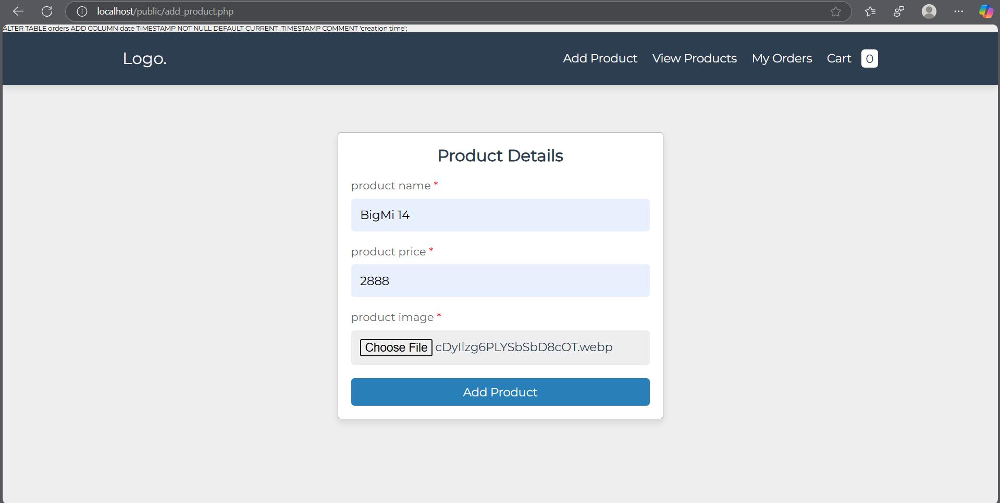 localhost/public/add_product.php
ALTER TABLE orders ADD COLUMN date TIMESTAMP NOT NULL DEFAULT CURRENT_TIMESTAMP COMMENT 'creation time';
Logo. Add Product View Products My Orders Cart 0
Product Details
product name *
BigMi 14
product price *
2888
product image *
Choose File cDyIlzg6PLYSbSbD8cOT.webp
Add Product